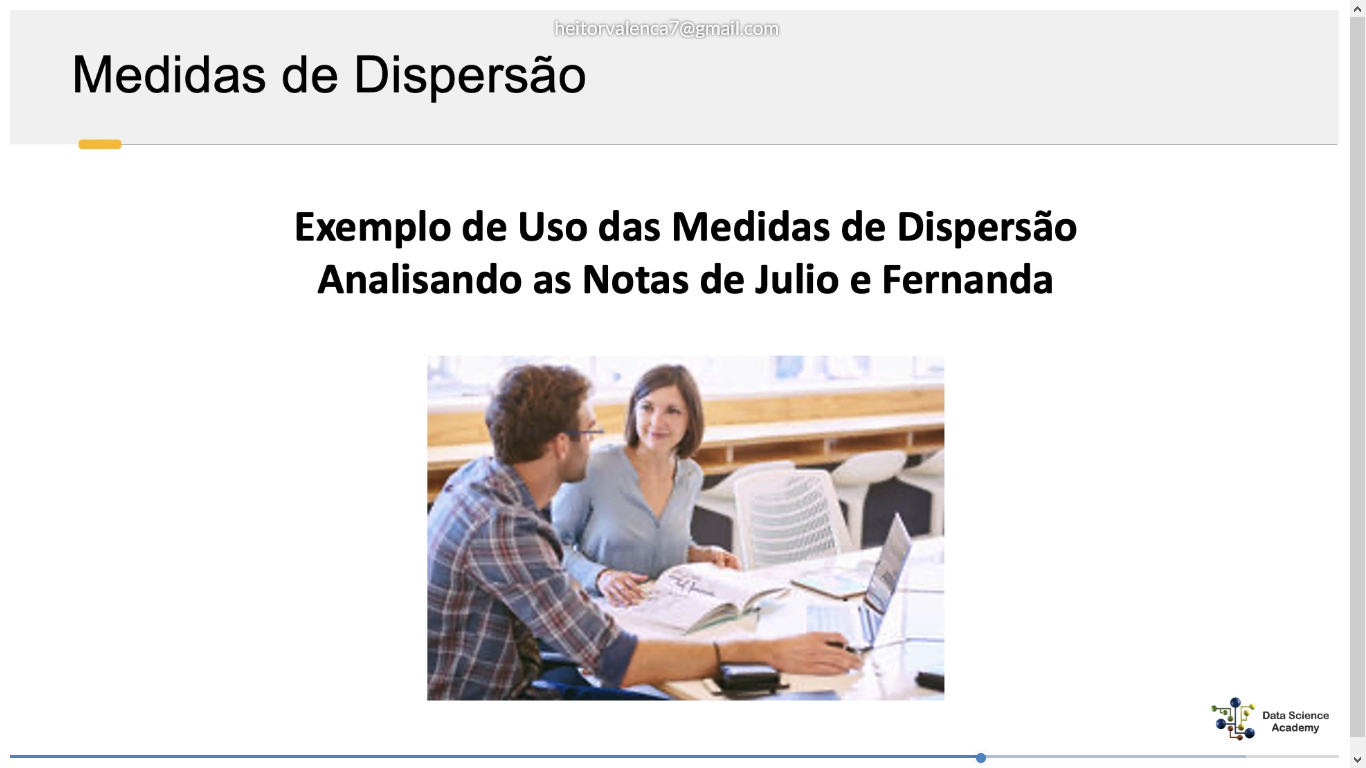 heitorvalenca7@gmail.com
Medidas de Dispersão
Exemplo de Uso das Medidas de Dispersão
Analisando as Notas de Julio e Fernanda
Data Science
Academy